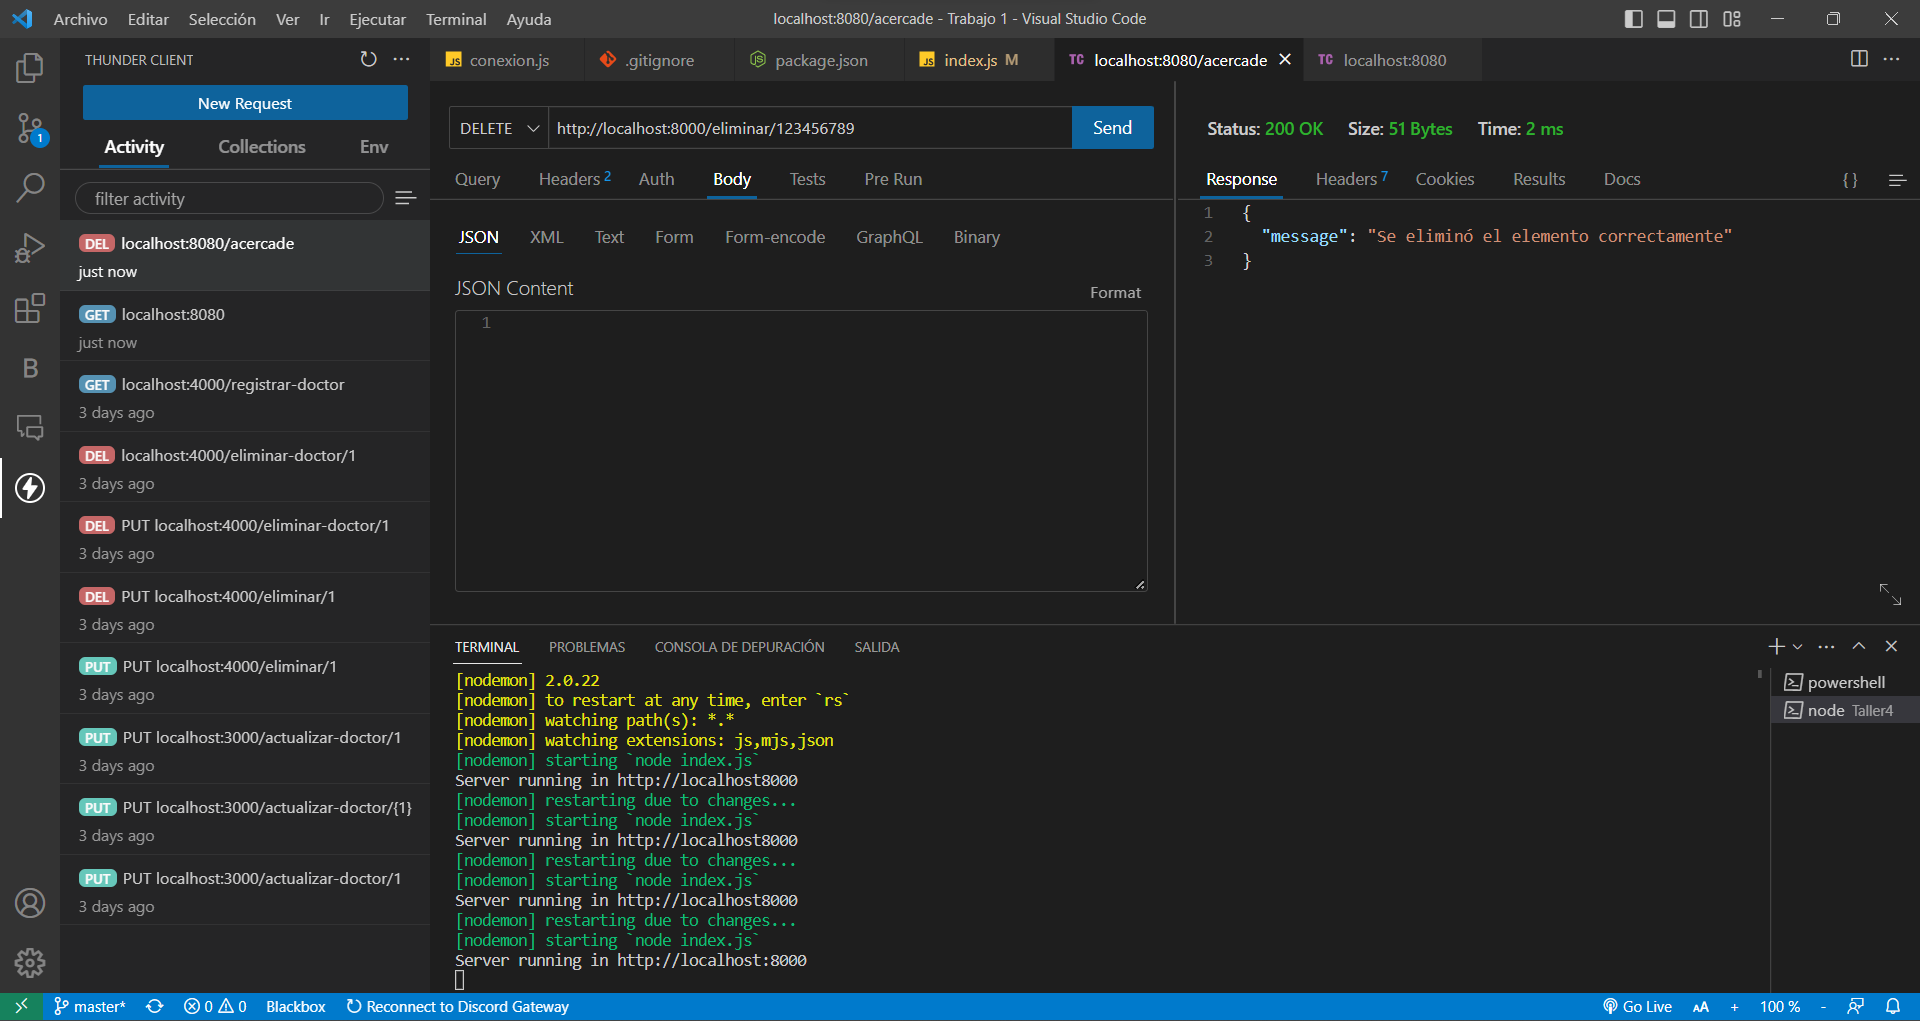 Archivo Editar Selección Ver Ir Ejecutar Terminal Ayuda
localhost:8080/acercade - Trabajo 1 - Visual Studio Code
THUNDER CLIENT
New Request
Activity Collections Env
filter activity
DEL localhost:8080/acercade
just now
GET localhost:8080
just now
GET localhost:4000/registrar-doctor
3 days ago
DEL localhost:4000/eliminar-doctor/1
3 days ago
DEL PUT localhost:4000/eliminar-doctor/1
3 days ago
DEL PUT localhost:4000/eliminar/1
3 days ago
PUT PUT localhost:4000/eliminar/1
3 days ago
PUT PUT localhost:3000/actualizar-doctor/1
3 days ago
PUT PUT localhost:3000/actualizar-doctor/{1}
3 days ago
PUT PUT localhost:3000/actualizar-doctor/1
3 days ago
1
B
JS conexion.js
.gitignore
package.json
JS index.js M
TC localhost:8080/acercade
TC localhost:8080
DELETE http://localhost:8000/eliminar/123456789 Send
Query Headers 2 Auth Body Tests Pre Run
JSON XML Text Form Form-encode GraphQL Binary
JSON Content
Format
1
Status: 200 OK Size: 51 Bytes Time: 2 ms
Response Headers 7 Cookies Results Docs {}
1 {
2 "message": "Se eliminó el elemento correctamente"
3 }
TERMINAL PROBLEMAS CONSOLA DE DEPURACIÓN SALIDA
[nodemon] 2.0.22
[nodemon] to restart at any time, enter `rs`
[nodemon] watching path(s): *.*
[nodemon] watching extensions: js,mjs,json
[nodemon] starting `node index.js`
Server running in http://localhost8000
[nodemon] restarting due to changes...
[nodemon] starting `node index.js`
Server running in http://localhost8000
[nodemon] restarting due to changes...
[nodemon] starting `node index.js`
Server running in http://localhost8000
[nodemon] restarting due to changes...
[nodemon] starting `node index.js`
Server running in http://localhost:8000
powershell
node Taller4
master* 0 0 Blackbox Reconnect to Discord Gateway
Go Live AA + 100 % -